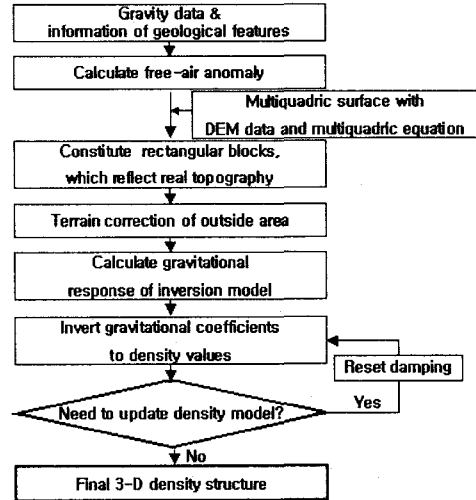 Gravity data &
information of geological features
Calculate free-air anomaly
Multiquadric surface with
DEM data and multiquadric equation
Constitute rectangular blocks,
which reflect real topography
Terrain correction of outside area
Calculate gravitational
response of inversion model
Invert gravitational coefficients
to density values
Reset damping
Need to update density model?
Yes
No
Final 3-D density structure